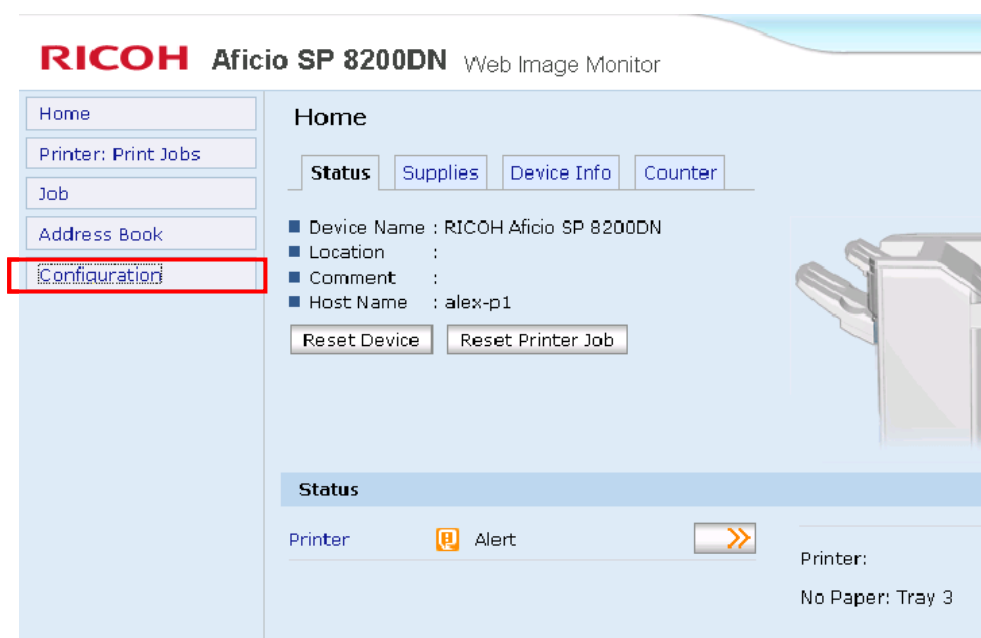 RICOH Aficio SP 8200DN Web Image Monitor
Home
Printer: Print Jobs
Job
Address Book
Configuration
Home
Status Supplies Device Info Counter
Device Name : RICOH Aficio SP 8200DN
Location :
Comment :
Host Name : alex-p1
Reset Device Reset Printer Job
Status
Printer Alert
Printer:
No Paper: Tray 3